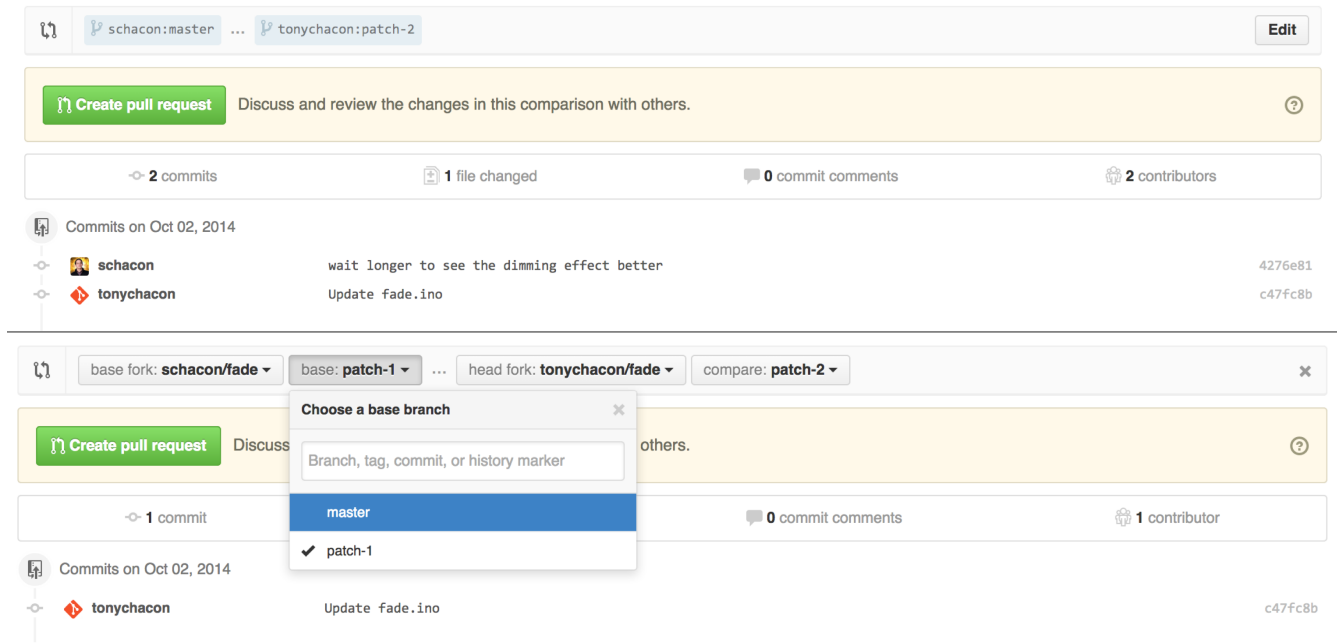 schacon:master ... tonychacon:patch-2 Edit
Create pull request Discuss and review the changes in this comparison with others. ?
2 commits 1 file changed 0 commit comments 2 contributors
Commits on Oct 02, 2014
schacon wait longer to see the dimming effect better 4276e81
tonychacon Update fade.ino c47fc8b
base fork: schacon/fade base: patch-1 ... head fork: tonychacon/fade compare: patch-2
Choose a base branch
Create pull request Discuss others. ?
Branch, tag, commit, or history marker
master
1 commit 0 commit comments 1 contributor
patch-1
Commits on Oct 02, 2014
tonychacon Update fade.ino c47fc8b